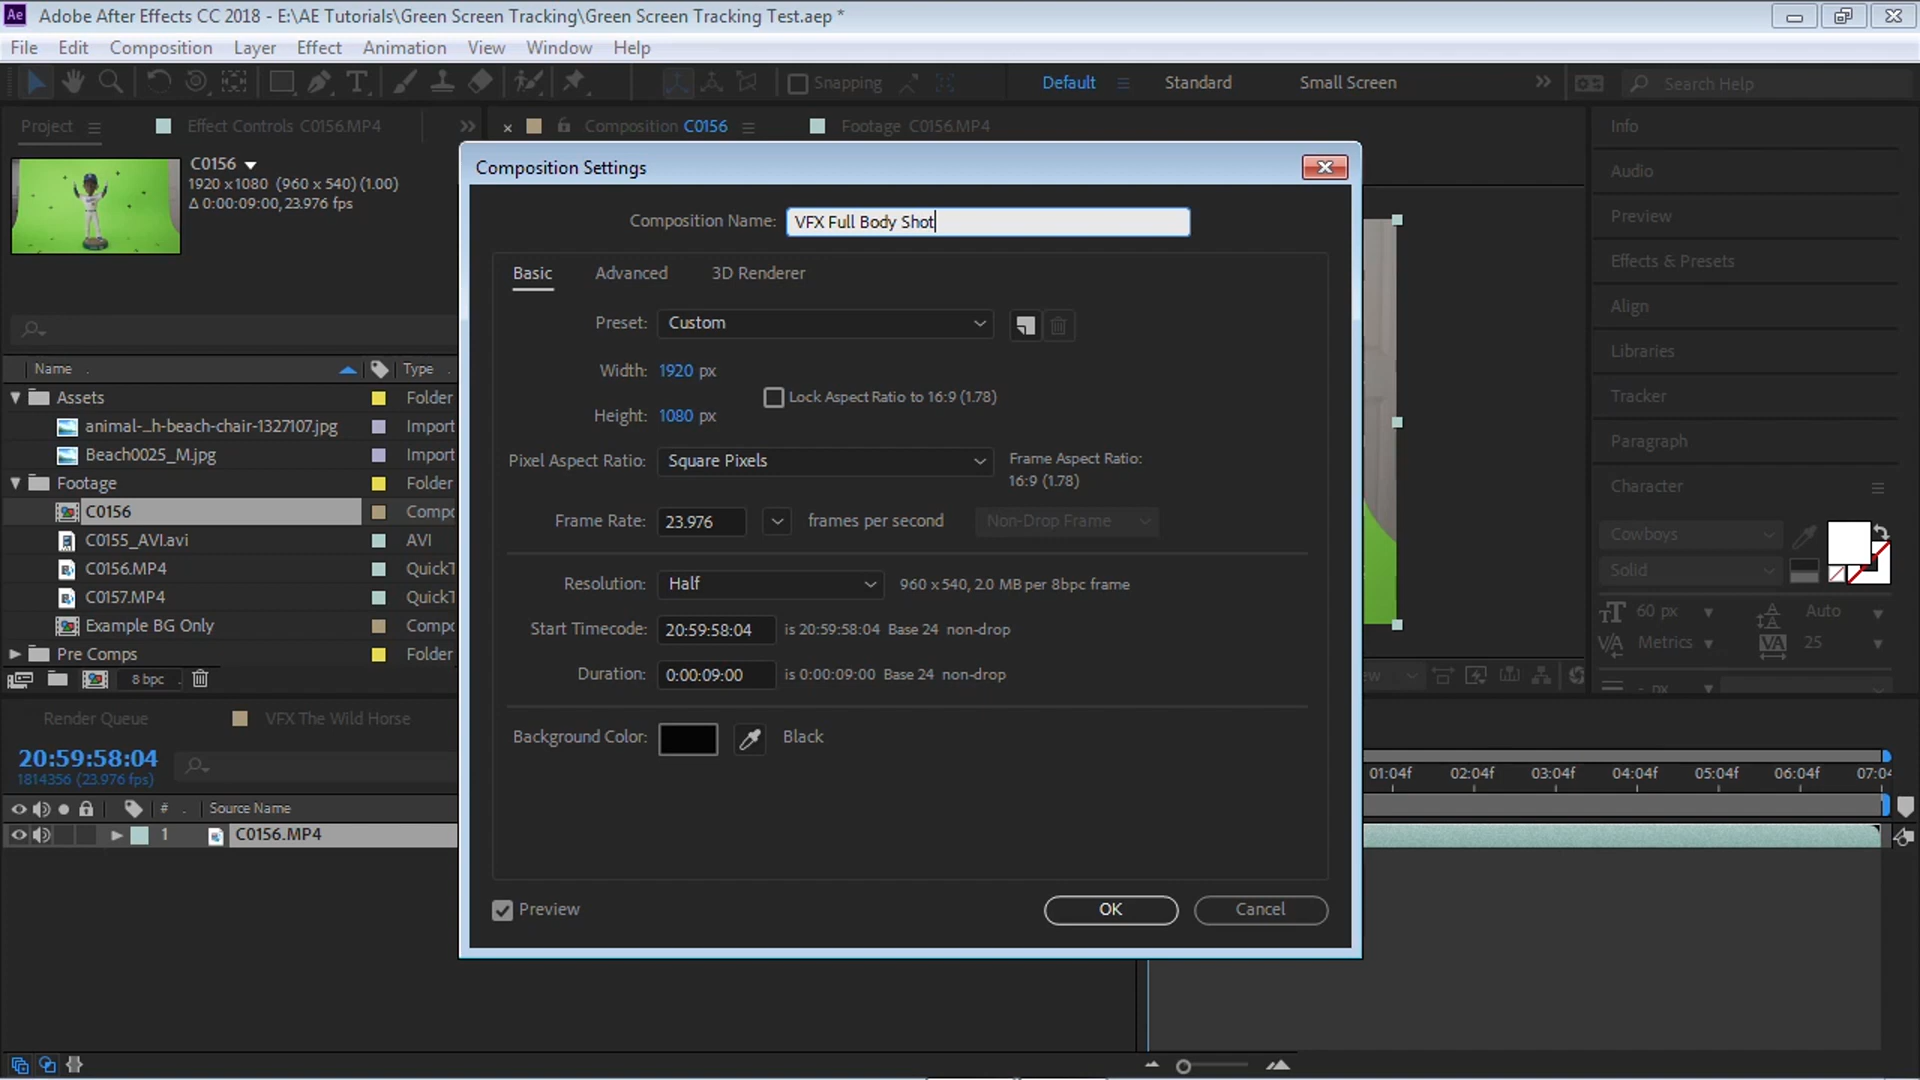 Adobe After Effects CC 2018 - E:\AE Tutorials\Green Screen Tracking\Green Screen Tracking Test.aep *
File Edit Composition Layer Effect Animation View Window Help
Snapping Default Standard Small Screen Search Help
Project Effect Controls C0156.MP4 Composition C0156 Footage C0156.MP4
C0156
1920 x 1080 (960 x 540) (1.00)
Δ 0:00:09:00, 23.976 fps
Name Type
Assets Folder
animal-...h-beach-chair-1327107.jpg Import
Beach0025_M.jpg Import
Footage Folder
C0156 Compo
C0155_AVI.avi AVI
C0156.MP4 QuickT
C0157.MP4 QuickT
Example BG Only Compo
Pre Comps Folder
8 bpc
Composition Settings
Composition Name: VFX Full Body Shot
Basic Advanced 3D Renderer
Preset: Custom
Width: 1920 px
Lock Aspect Ratio to 16:9 (1.78)
Height: 1080 px
Pixel Aspect Ratio: Square Pixels
Frame Aspect Ratio:
16:9 (1.78)
Frame Rate: 23.976 frames per second Non-Drop Frame
Resolution: Half 960 x 540, 2.0 MB per 8bpc frame
Start Timecode: 20:59:58:04 is 20:59:58:04 Base 24 non-drop
Duration: 0:00:09:00 is 0:00:09:00 Base 24 non-drop
Background Color: Black
Preview OK Cancel
Info
Audio
Preview
Effects & Presets
Align
Libraries
Tracker
Paragraph
Character
Cowboys
Solid
60 px Auto
Metrics 25
- px
Render Queue VFX The Wild Horse
20:59:58:04
1814356 (23.976 fps)
# Source Name
1 C0156.MP4
01:04f 02:04f 03:04f 04:04f 05:04f 06:04f 07:04